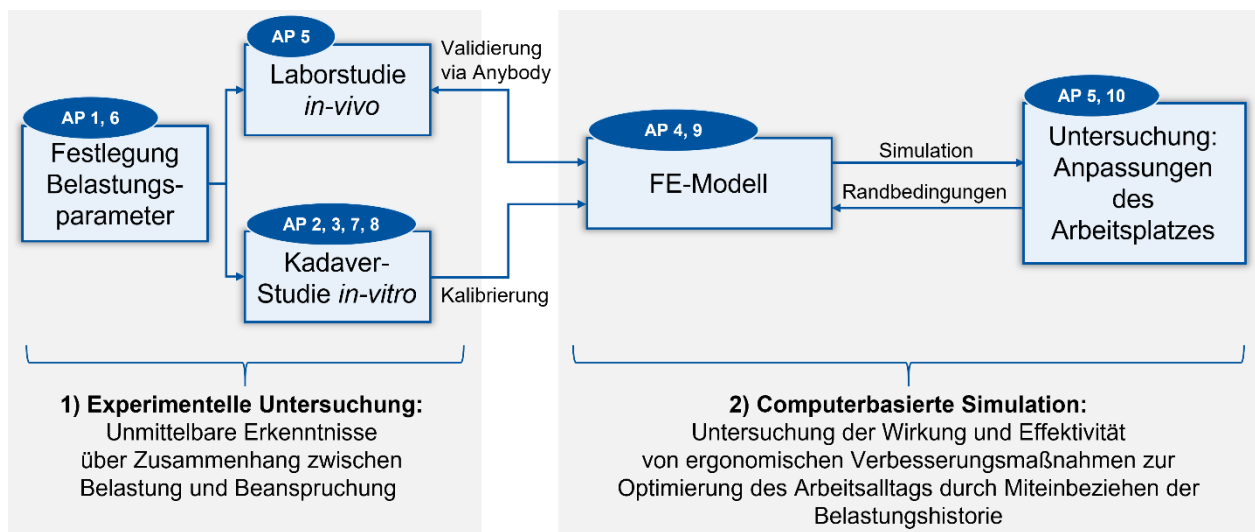 AP 1, 6
Festlegung
Belastungs-
parameter
AP 5
Laborstudie
in-vivo
AP 2, 3, 7, 8
Kadaver-
Studie in-vitro
Validierung
via Anybody
Kalibrierung
AP 4, 9
FE-Modell
Simulation
Randbedingungen
AP 5, 10
Untersuchung:
Anpassungen
des
Arbeitsplatzes
1) Experimentelle Untersuchung:
Unmittelbare Erkenntnisse
über Zusammenhang zwischen
Belastung und Beanspruchung
2) Computerbasierte Simulation:
Untersuchung der Wirkung und Effektivität
von ergonomischen Verbesserungsmaßnahmen zur
Optimierung des Arbeitsalltags durch Miteinbeziehen der
Belastungshistorie